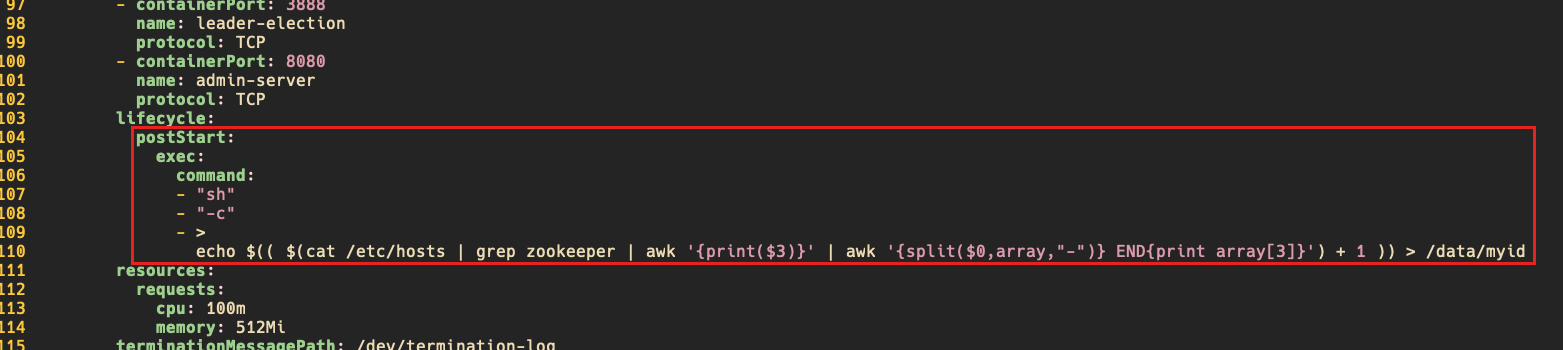 97 - containerPort: 3888
98 name: leader-election
99 protocol: TCP
100 - containerPort: 8080
101 name: admin-server
102 protocol: TCP
103 lifecycle:
104 postStart:
105 exec:
106 command:
107 - "sh"
108 - "-c"
109 - >
110 echo $(( $(cat /etc/hosts | grep zookeeper | awk '{print($3)}' | awk '{split($0,array,"-")} END{print array[3]}') + 1 )) > /data/myid
111 resources:
112 requests:
113 cpu: 100m
114 memory: 512Mi
115 terminationMessagePath: /dev/termination-log